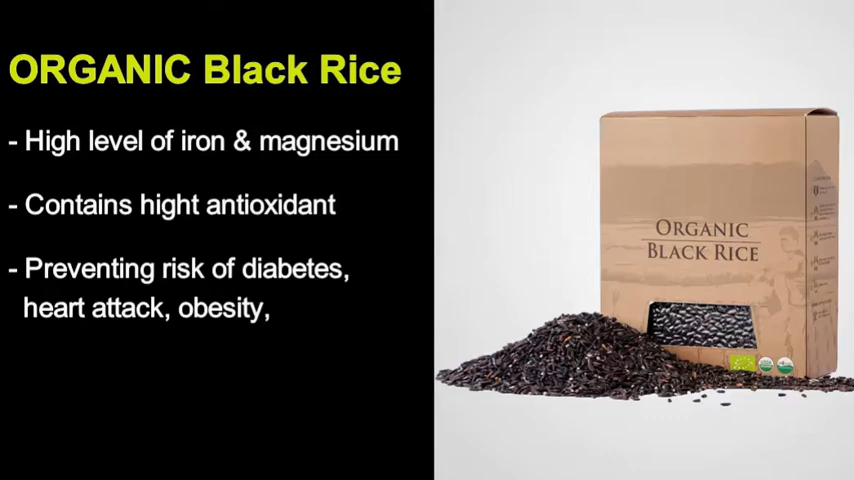 ORGANIC Black Rice
- High level of iron & magnesium
- Contains hight antioxidant
- Preventing risk of diabetes,
heart attack, obesity,
ORGANIC
BLACK RICE